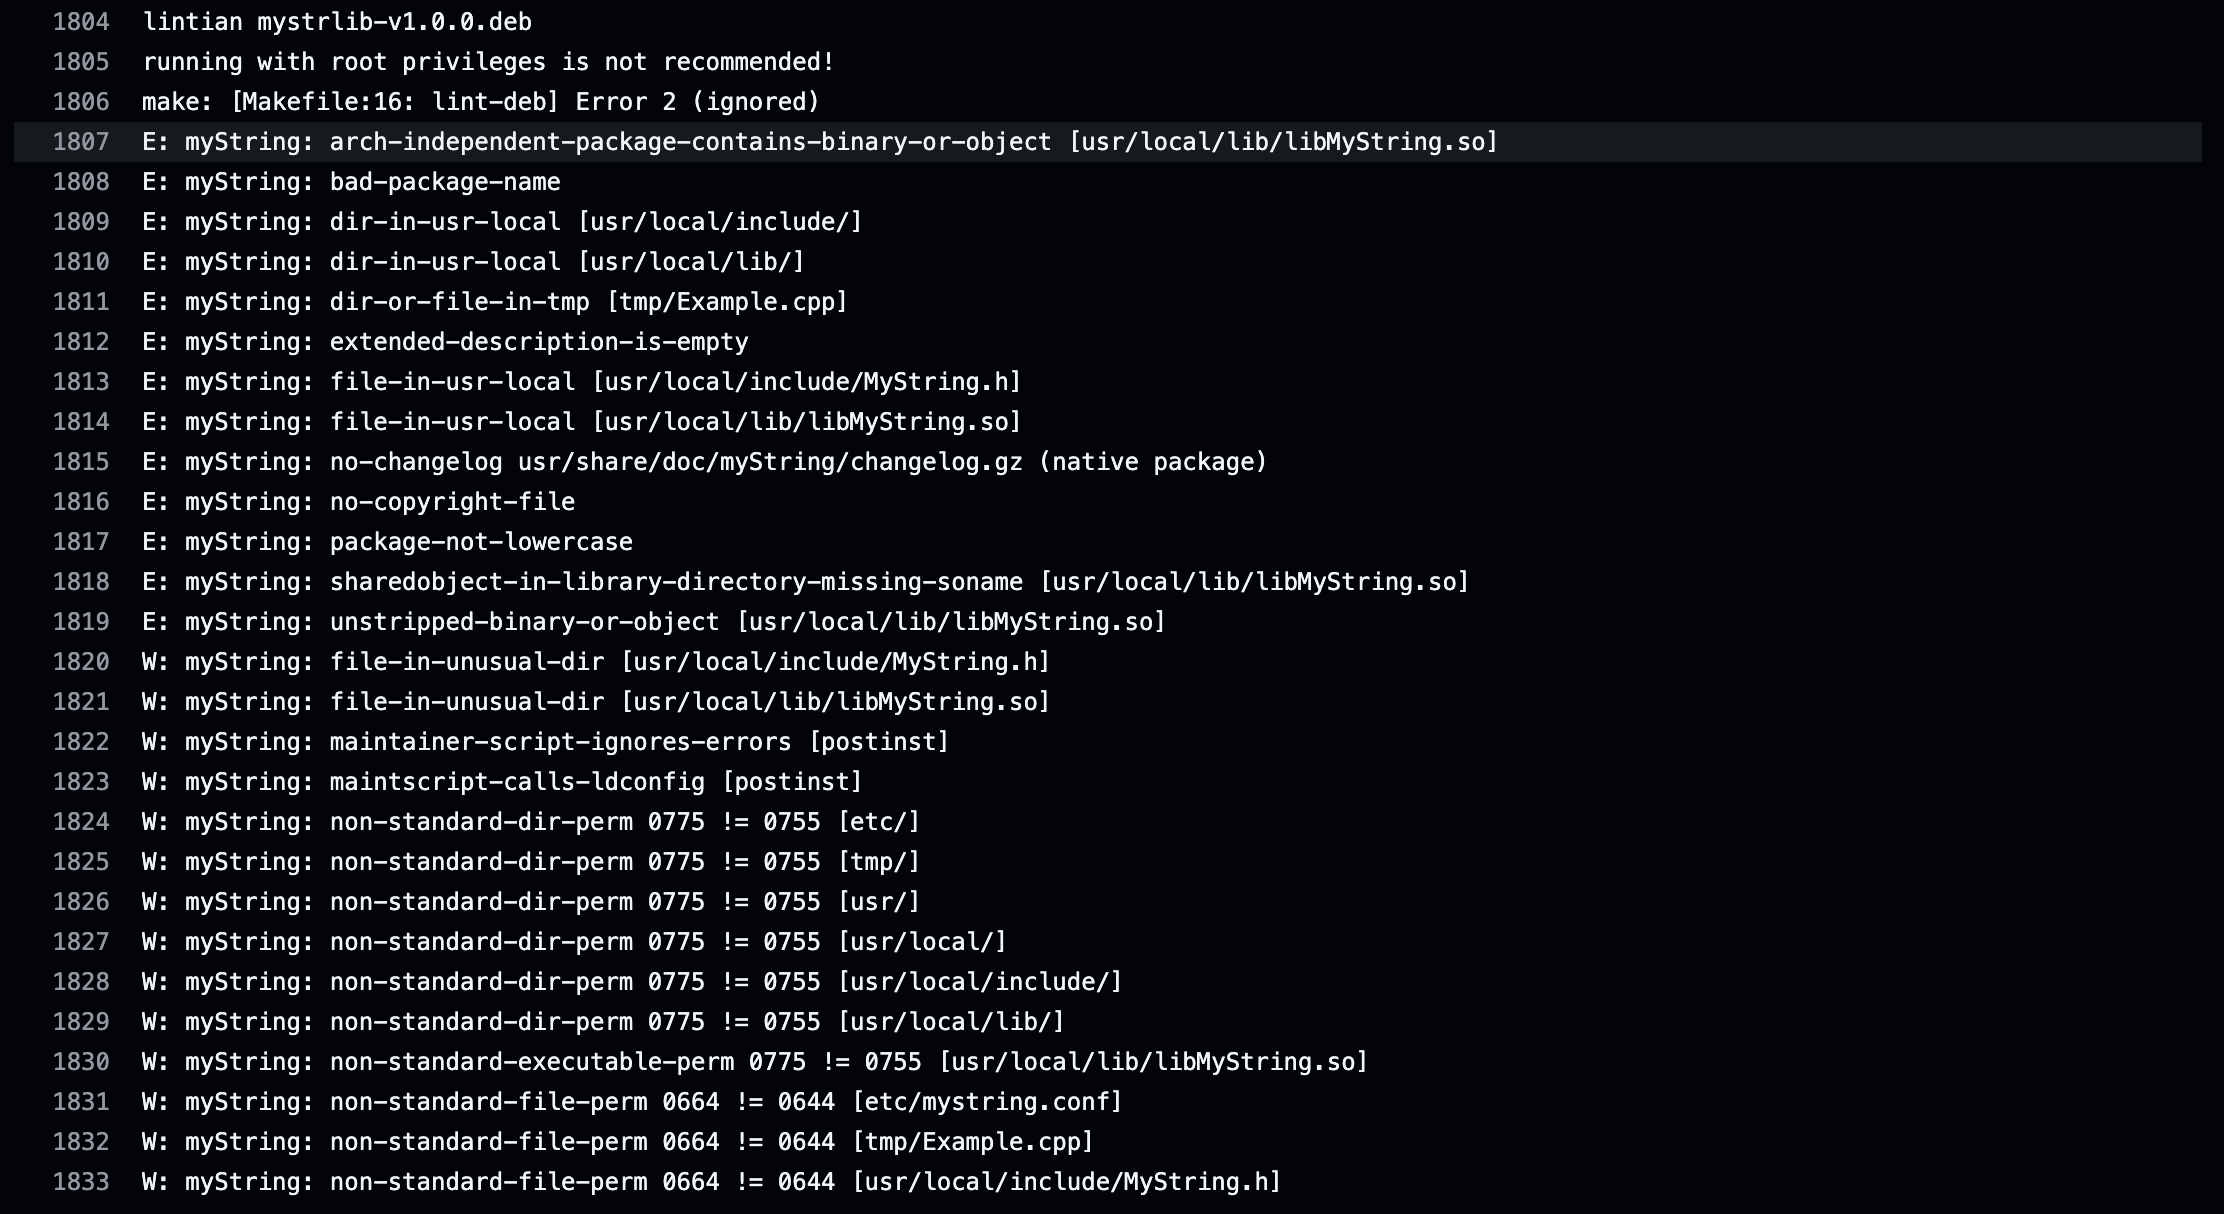 1804 lintian mystrlib-v1.0.0.deb
1805 running with root privileges is not recommended!
1806 make: [Makefile:16: lint-deb] Error 2 (ignored)
1807 E: myString: arch-independent-package-contains-binary-or-object [usr/local/lib/libMyString.so]
1808 E: myString: bad-package-name
1809 E: myString: dir-in-usr-local [usr/local/include/]
1810 E: myString: dir-in-usr-local [usr/local/lib/]
1811 E: myString: dir-or-file-in-tmp [tmp/Example.cpp]
1812 E: myString: extended-description-is-empty
1813 E: myString: file-in-usr-local [usr/local/include/MyString.h]
1814 E: myString: file-in-usr-local [usr/local/lib/libMyString.so]
1815 E: myString: no-changelog usr/share/doc/myString/changelog.gz (native package)
1816 E: myString: no-copyright-file
1817 E: myString: package-not-lowercase
1818 E: myString: sharedobject-in-library-directory-missing-soname [usr/local/lib/libMyString.so]
1819 E: myString: unstripped-binary-or-object [usr/local/lib/libMyString.so]
1820 W: myString: file-in-unusual-dir [usr/local/include/MyString.h]
1821 W: myString: file-in-unusual-dir [usr/local/lib/libMyString.so]
1822 W: myString: maintainer-script-ignores-errors [postinst]
1823 W: myString: maintscript-calls-ldconfig [postinst]
1824 W: myString: non-standard-dir-perm 0775 != 0755 [etc/]
1825 W: myString: non-standard-dir-perm 0775 != 0755 [tmp/]
1826 W: myString: non-standard-dir-perm 0775 != 0755 [usr/]
1827 W: myString: non-standard-dir-perm 0775 != 0755 [usr/local/]
1828 W: myString: non-standard-dir-perm 0775 != 0755 [usr/local/include/]
1829 W: myString: non-standard-dir-perm 0775 != 0755 [usr/local/lib/]
1830 W: myString: non-standard-executable-perm 0775 != 0755 [usr/local/lib/libMyString.so]
1831 W: myString: non-standard-file-perm 0664 != 0644 [etc/mystring.conf]
1832 W: myString: non-standard-file-perm 0664 != 0644 [tmp/Example.cpp]
1833 W: myString: non-standard-file-perm 0664 != 0644 [usr/local/include/MyString.h]